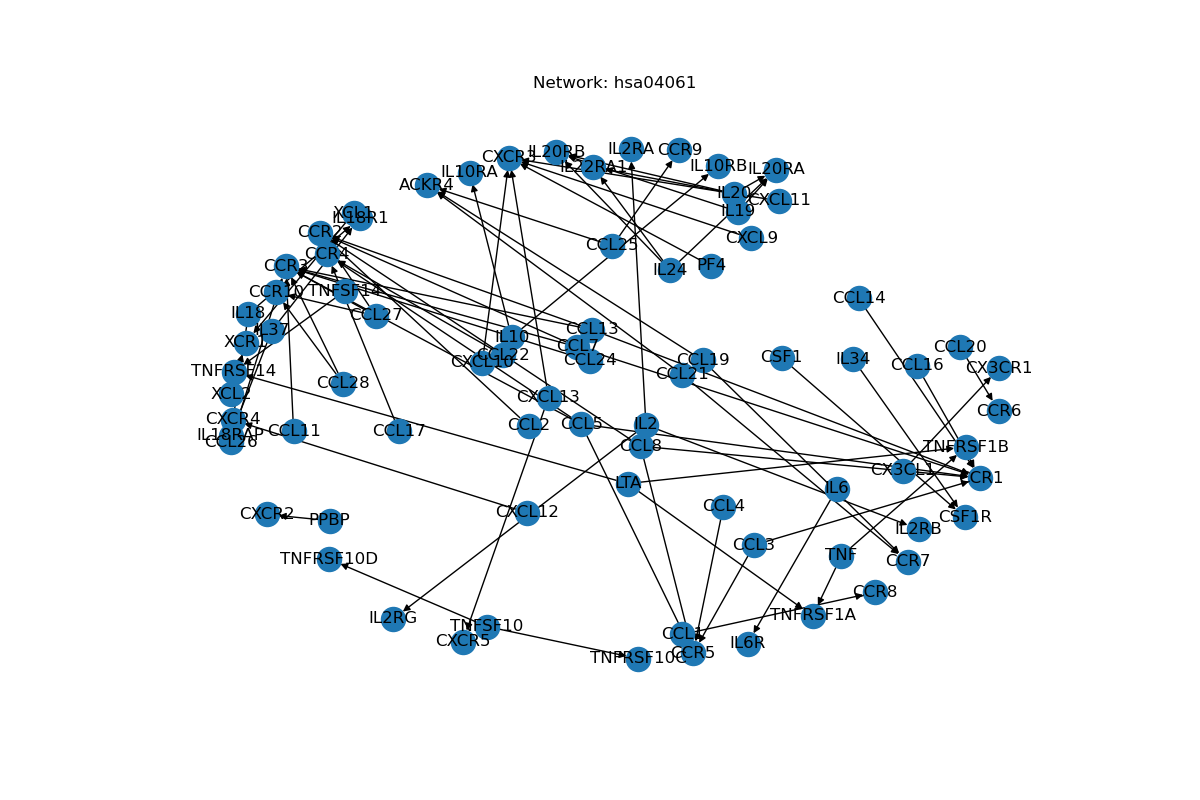 Network: hsa04061
IL2RA
CCR9
IL20RB
CXCR3
IL22RA1
IL10RB
IL20RA
IL10RA
ACKR4
IL20
CXCL11
IL19
XCL1
IL18R1
CCR2
CXCL9
CCL25
CCR4
CCR3
IL24
PF4
CCR10
TNFSF14
CCL14
IL18
CCL27
IL37
CCL13
IL10
XCR1
CCL7
CCL20
CCL22
CXCL10
CCL24
CCL19
CSF1
IL34
CCL16
CX3CR1
TNFRSF14
CCL21
CCL28
XCL2
CXCL13
CCR6
CXCR4
CCL2
CCL5
IL2
IL18RAP
CCL26
CCL11
CCL17
CCL8
TNFRSF1B
CX3CL1
CCR1
LTA
IL6
CCL4
CXCR2
PPBP
CXCL12
CSF1R
IL2RB
CCL3
TNF
TNFRSF10D
CCR7
CCR8
IL2RG
TNFRSF1A
TNFSF10
CXCR5
CCL1
IL6R
CCR5
TNFRSF10C